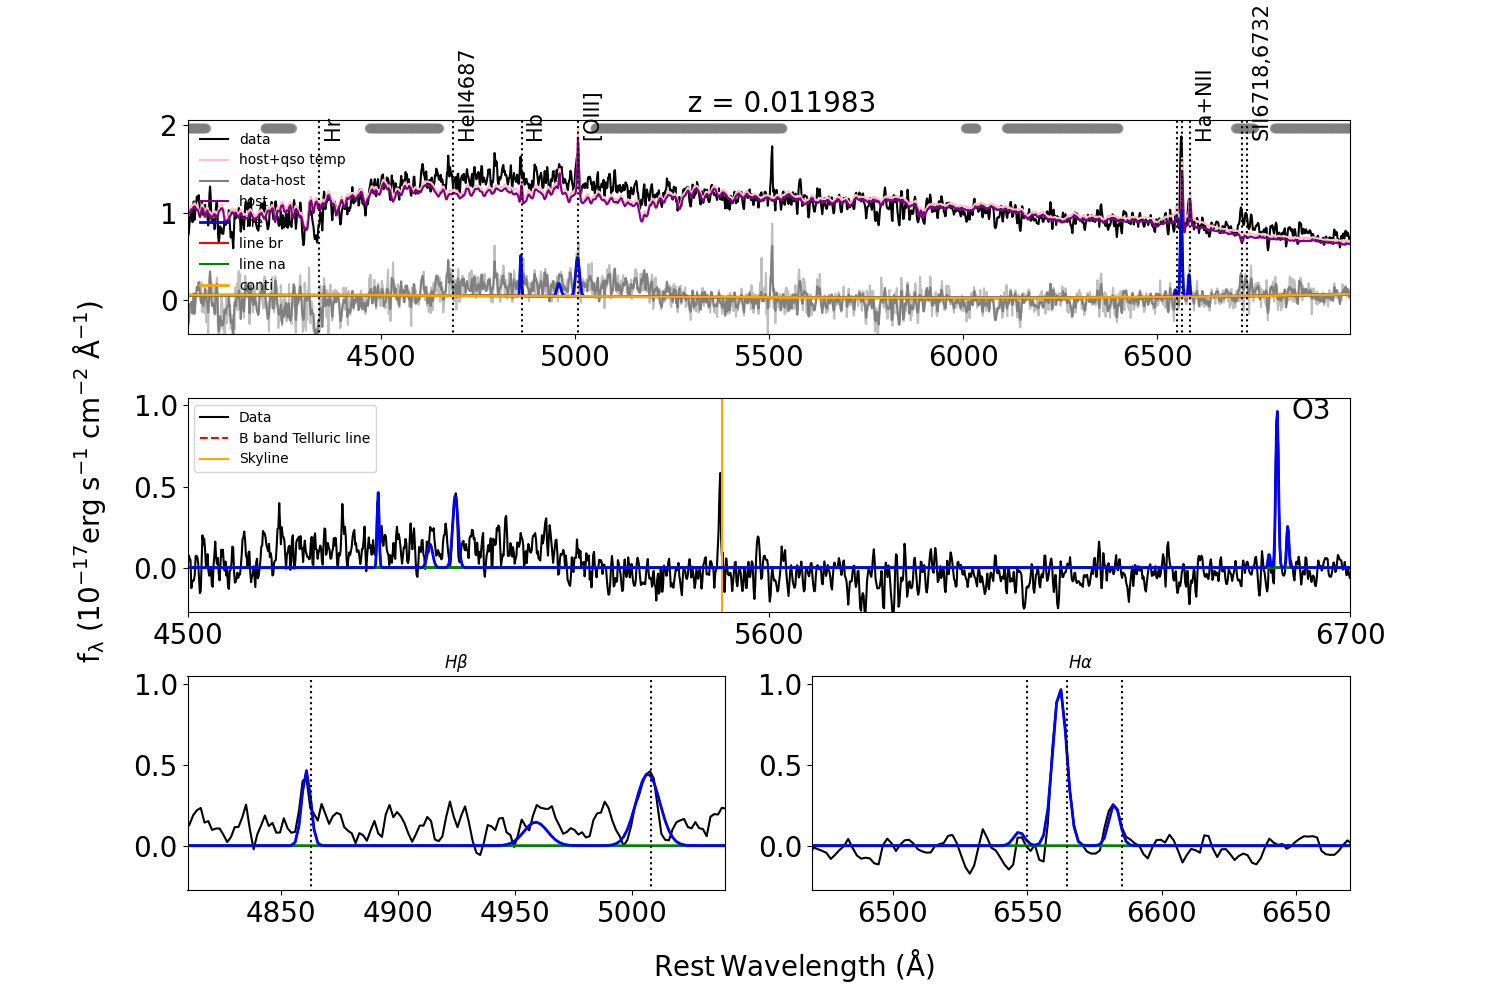 HeII4687
SII6718,6732
Ha+NII
Hr
Hb
[OIII]
z = 0.011983
data
host+qso temp
data-host
host
line br
line na
conti
2
1
0
4500
5000
5500
6000
6500
O3
Data
B band Telluric line
Skyline
1.0
0.5
0.0
4500
5600
6700
fλ (10⁻¹⁷erg s⁻¹ cm⁻² Å⁻¹)
Hβ
1.0
0.5
0.0
4850
4900
4950
5000
Hα
1.0
0.5
0.0
6500
6550
6600
6650
Rest Wavelength (Å)